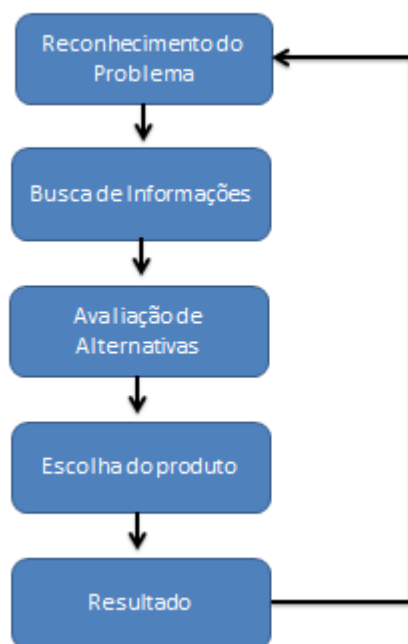 Reconhecimento do
Problema
Busca de Informações
Avaliação de
Alternativas
Escolha do produto
Resultado